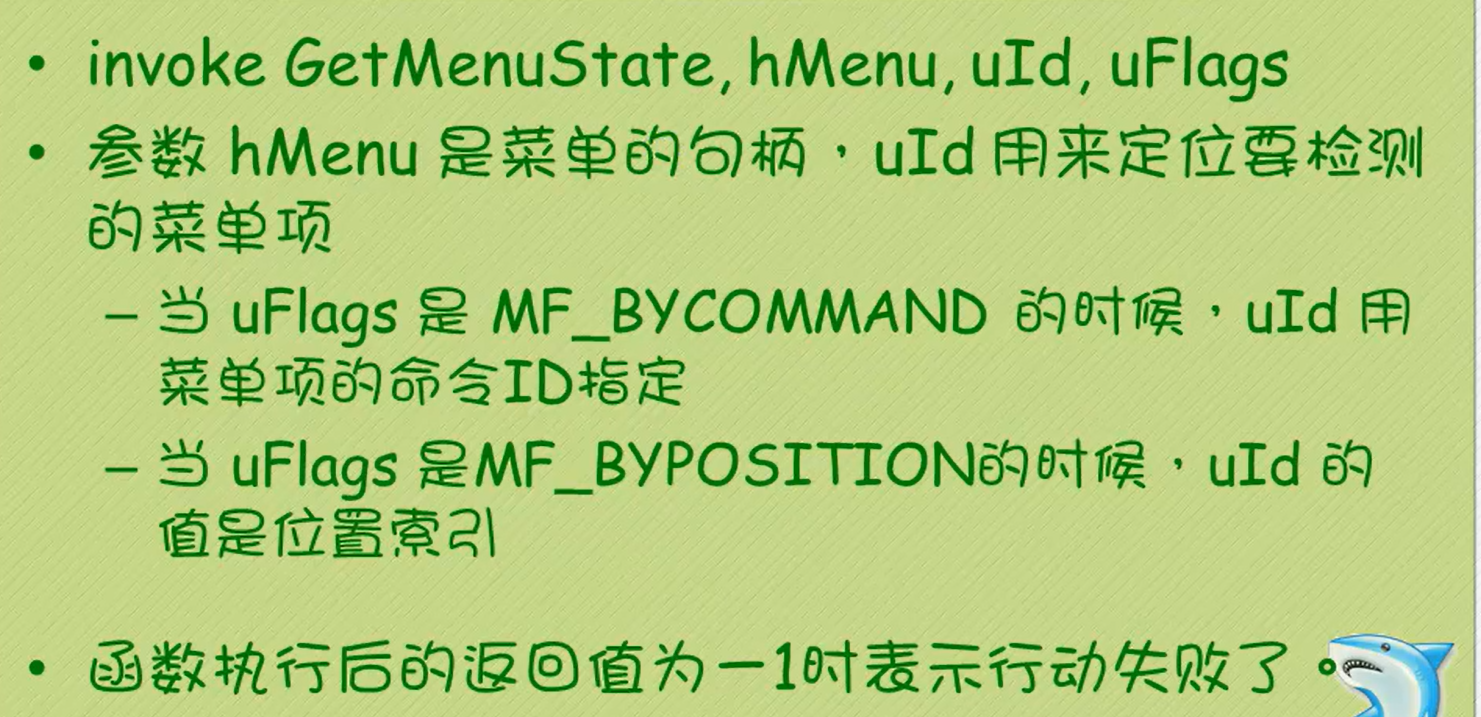 • invoke GetMenuState, hMenu, uId, uFlags
• 参数 hMenu 是菜单的句柄，uId 用来定位要检测
的菜单项
– 当 uFlags 是 MF_BYCOMMAND 的时候，uId 用
菜单项的命令ID指定
– 当 uFlags 是MF_BYPOSITION的时候，uId 的
值是位置索引
• 函数执行后的返回值为－1时表示行动失败了。